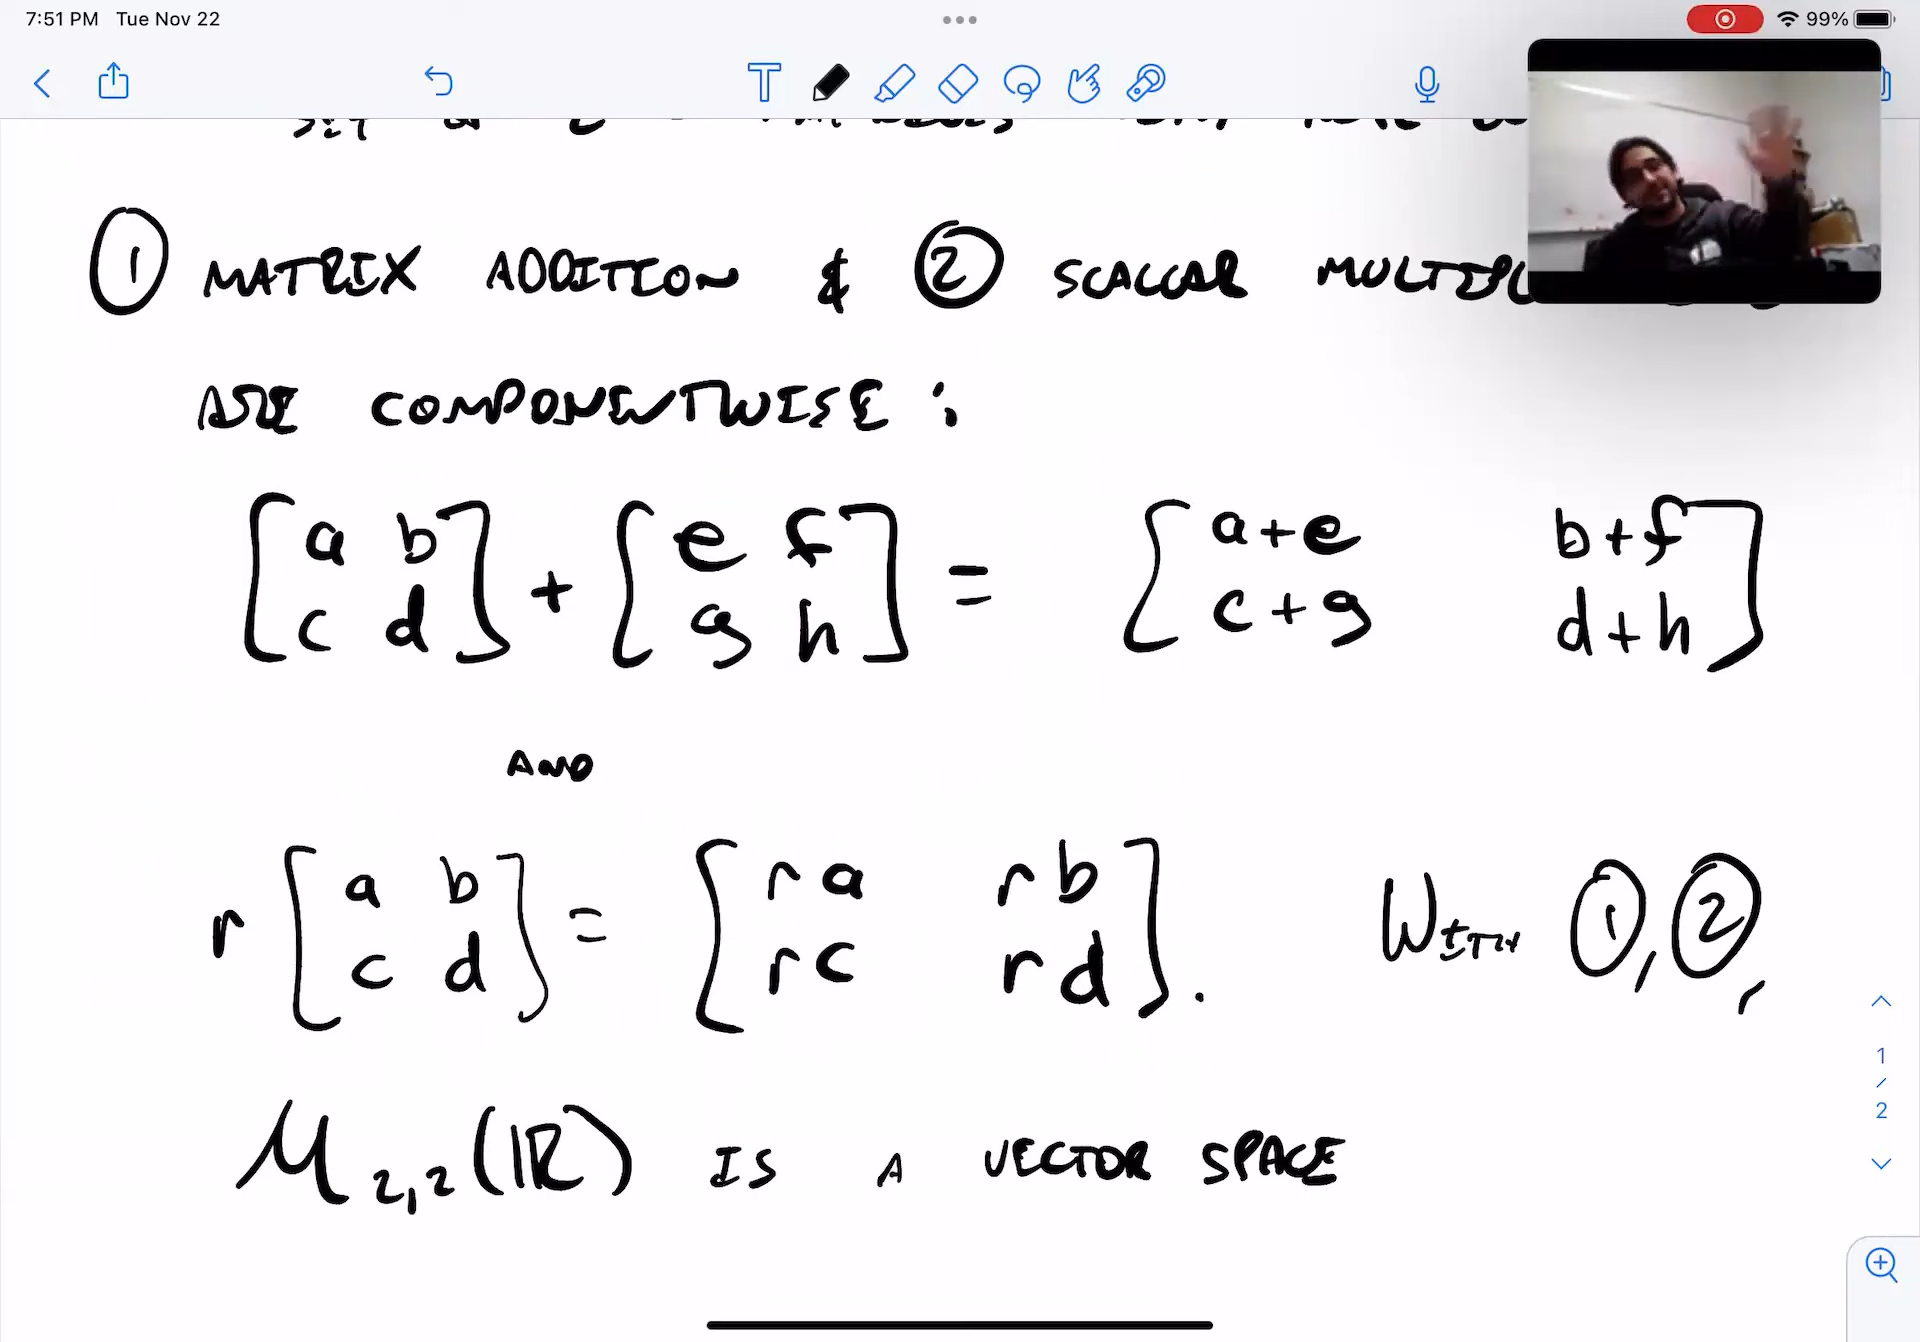 7:51 PM Tue Nov 22
99%
① MATRIX ADDITION & ② SCALLAR
ARE COMPONENTWISE :
[a b] + [e f] = [a+e b+f]
[c d] [g h] [c+g d+h]
AND
r [a b] = [ra rb] . WITH ①, ②,
[c d] [rc rd]
M2,2(ℝ) IS A VECTOR SPACE
1
/
2